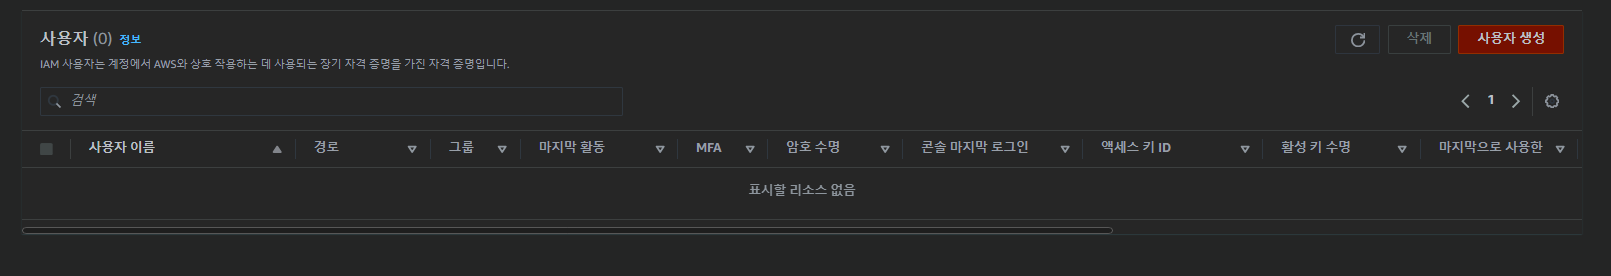 사용자 (0) 정보
삭제
사용자 생성
IAM 사용자는 계정에서 AWS와 상호 작용하는 데 사용되는 장기 자격 증명을 가진 자격 증명입니다.
검색
1
사용자 이름 경로 그룹 마지막 활동 MFA 암호 수명 콘솔 마지막 로그인 액세스 키 ID 활성 키 수명 마지막으로 사용한
표시할 리소스 없음